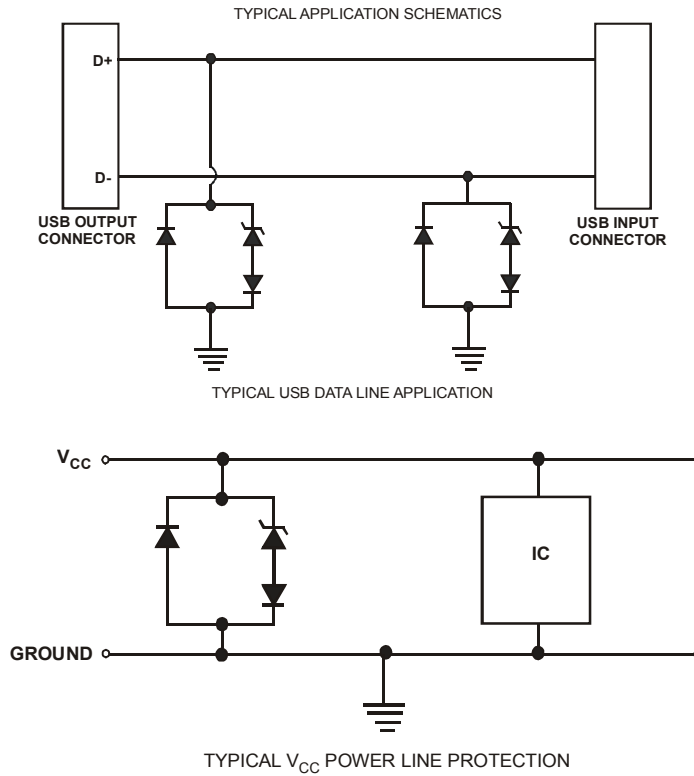 TYPICAL APPLICATION SCHEMATICS
D+
D-
USB OUTPUT
CONNECTOR
USB INPUT
CONNECTOR
TYPICAL USB DATA LINE APPLICATION
VCC
IC
GROUND
TYPICAL VCC POWER LINE PROTECTION